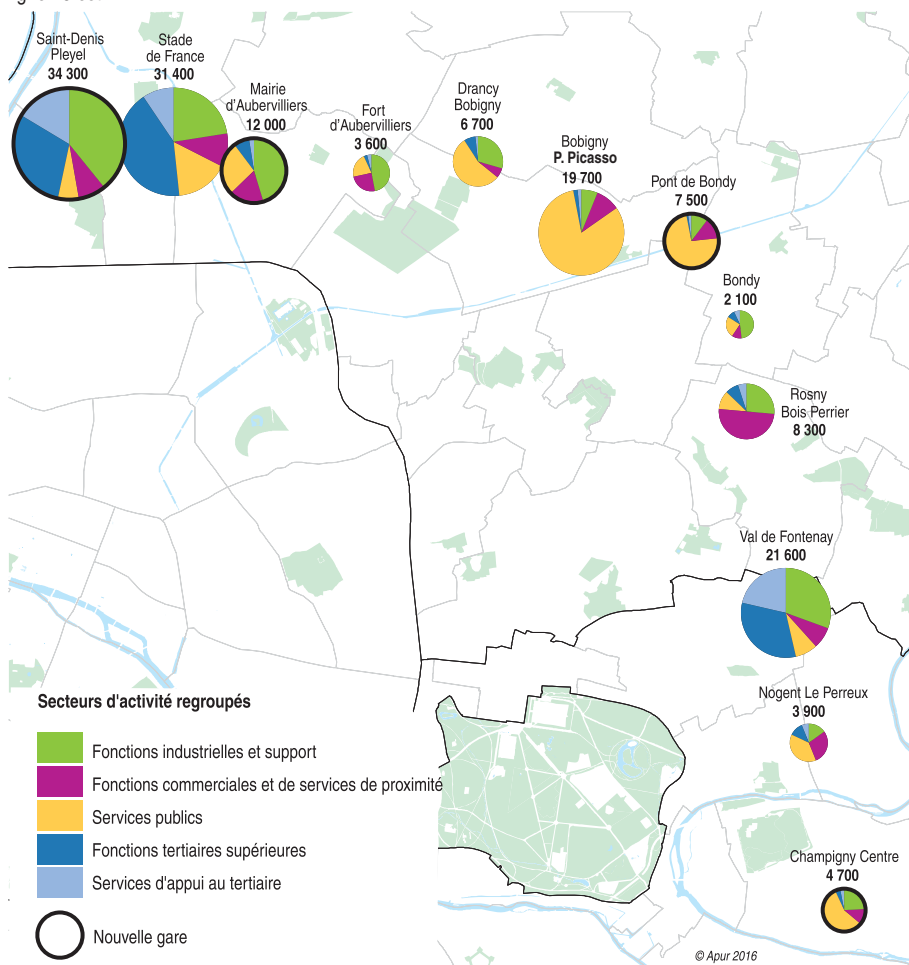 Saint-Denis
Pleyel
34 300
Stade
de France
31 400
Mairie
d'Aubervilliers
12 000
Fort
d'Aubervilliers
3 600
Drancy
Bobigny
6 700
Bobigny
P. Picasso
19 700
Pont de Bondy
7 500
Bondy
2 100
Rosny
Bois Perrier
8 300
Val de Fontenay
21 600
Nogent Le Perreux
3 900
Champigny Centre
4 700
Secteurs d'activité regroupés
Fonctions industrielles et support
Fonctions commerciales et de services de proximité
Services publics
Fonctions tertiaires supérieures
Services d'appui au tertiaire
Nouvelle gare
© Apur 2016